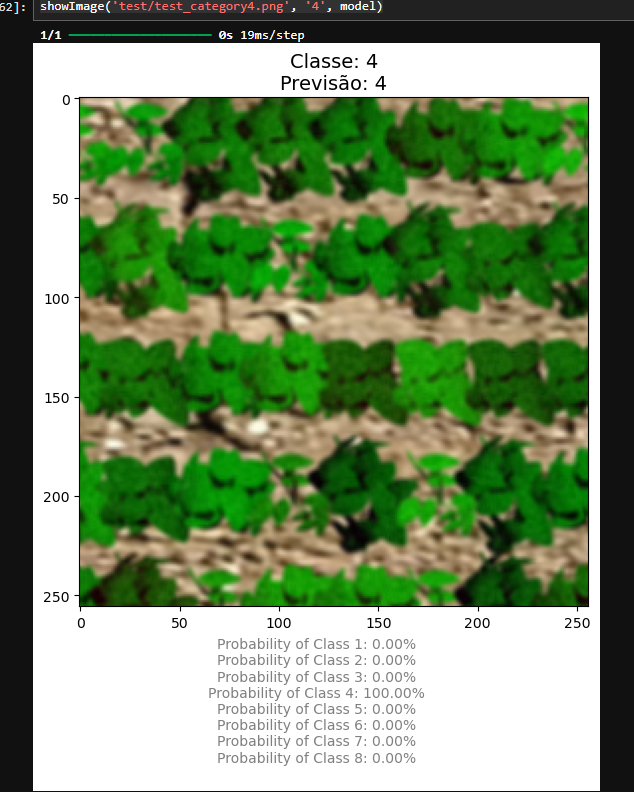 62]: showImage('test/test_category4.png', '4', model)
1/1 ━━━━━━━━━━━━━━━━━━━━ 0s 19ms/step
Classe: 4
Previsão: 4
0
50
100
150
200
250
0 50 100 150 200 250
Probability of Class 1: 0.00%
Probability of Class 2: 0.00%
Probability of Class 3: 0.00%
Probability of Class 4: 100.00%
Probability of Class 5: 0.00%
Probability of Class 6: 0.00%
Probability of Class 7: 0.00%
Probability of Class 8: 0.00%